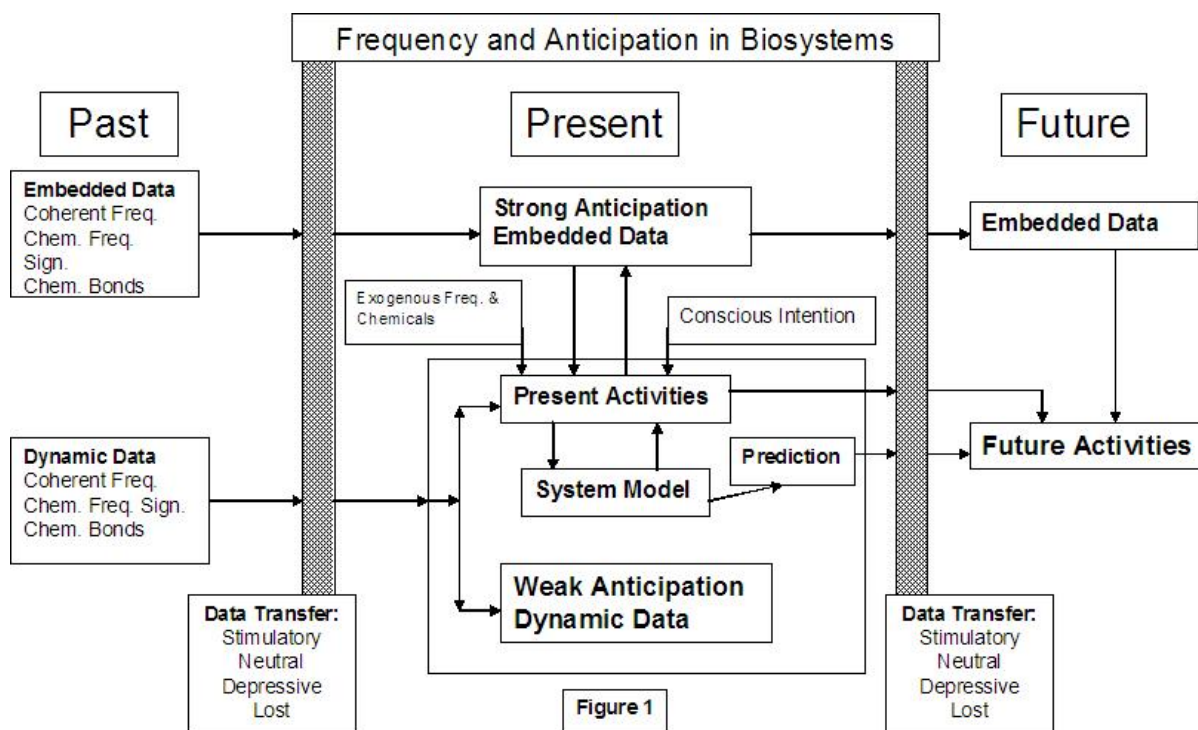 Frequency and Anticipation in Biosystems
Past
Present
Future
Embedded Data
Coherent Freq.
Chem. Freq.
Sign.
Chem. Bonds
Strong Anticipation
Embedded Data
Embedded Data
Exogenous Freq. &
Chemicals
Conscious Intention
Present Activities
Dynamic Data
Coherent Freq.
Chem. Freq. Sign.
Chem. Bonds
System Model
Prediction
Future Activities
Weak Anticipation
Dynamic Data
Data Transfer:
Stimulatory
Neutral
Depressive
Lost
Figure 1
Data Transfer:
Stimulatory
Neutral
Depressive
Lost